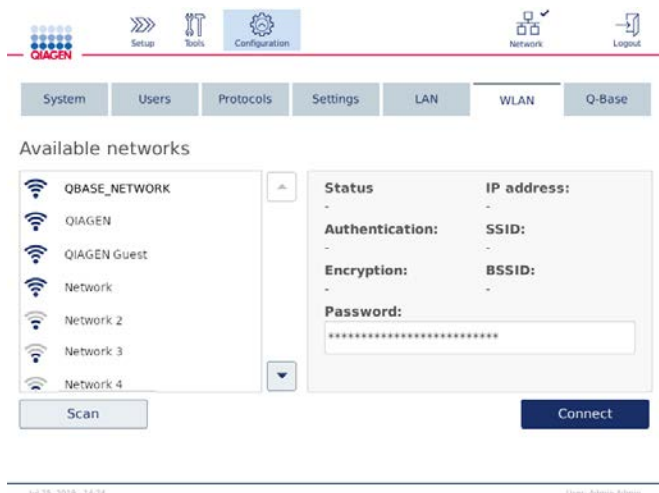 QIAGEN
Setup
Tools
Configuration
Network
Logout
System Users Protocols Settings LAN WLAN Q-Base
Available networks
QBASE_NETWORK
QIAGEN
QIAGEN Guest
Network
Network 2
Network 3
Network 4
Status IP address:
- -
Authentication: SSID:
- -
Encryption: BSSID:
- -
Password:
**************************
Scan
Connect